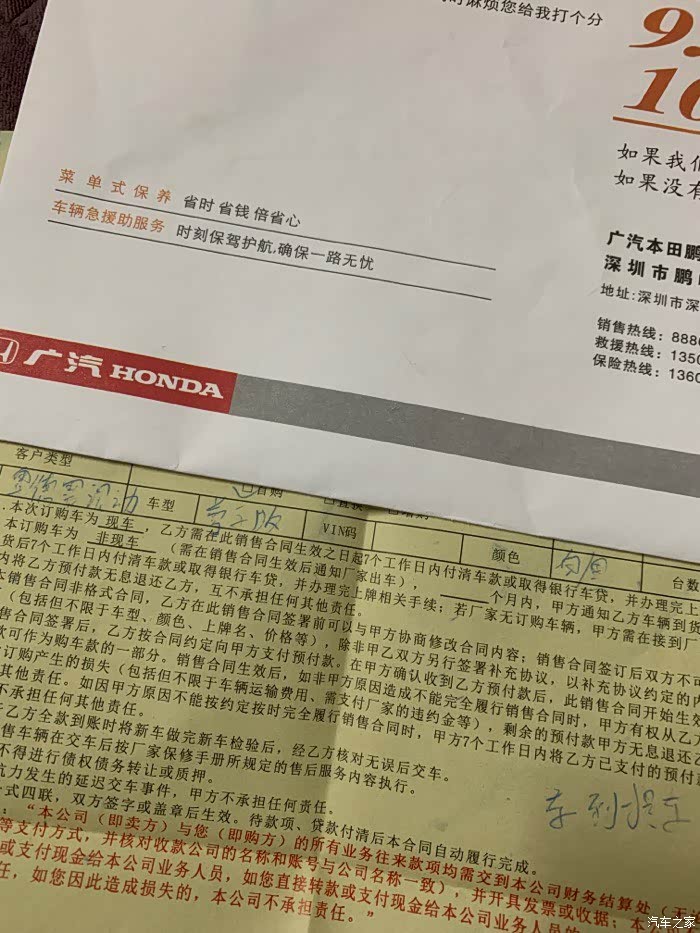 麻烦您给我打个分
9
10
如果我们
如果没有
菜单式保养 省时 省钱 倍省心
车辆急援助服务 时刻保驾护航,确保一路无忧
广汽本田鹏
深圳市鹏
地址:深圳市深
销售热线:888
救援热线:1350
保险热线:1360
广汽 HONDA
客户类型
车型 VIN码 颜色 白色 台数
本次订购车为 现车,乙方需在此销售合同生效之日起7个工作日内付清车款或取得银行车贷,并办理完上
本订购车为 非现车 (需在销售合同生效后通知厂家出车), 个月内,甲方通知乙方车辆到货
货后7个工作日内付清车款或取得银行车贷,并办理完上牌相关手续;若厂家无订购车辆,甲方需在接到厂
内将乙方预付款无息退还乙方,互不承担任何其他责任。
本销售合同非格式合同,乙方在此销售合同签署前可以与甲方协商修改合同内容;销售合同签订后双方不可
(包括但不限于车型、颜色、上牌名、价格等),除非甲乙双方另行签署补充协议,以补充协议约定的内
售合同签署后,乙方按合同约定向甲方支付预付款。在甲方确认收到乙方预付款后,此销售合同开始生
款可作为购车款的一部分。销售合同生效后,如非甲方原因造成不能完全履行销售合同时,甲方有权从乙
订购产生的损失(包括但不限于车辆运输费用、需支付厂家的违约金等),剩余的预付款甲方无息退还乙
其他责任。如因甲方原因不能按约定按时完全履行销售合同时,甲方7个工作日内将乙方已支付的预付
不承担任何其他责任。
乙方全款到账时将新车做完新车检验后,经乙方核对无误后交车。
售车辆在交车后按厂家保修手册所规定的售后服务内容执行。
不得进行债权债务转让或质押。
抗力发生的延迟交车事件,甲方不承担任何责任。
一式四联,双方签字或盖章后生效。待款项、贷款付清后本合同自动履行完成。
车到提车
:“本公司(即卖方)与您(即购方)的所有业务往来款项均需交到本公司财务结算处(
等支付方式,并核对收款公司的名称和账号与公司名称一致),并开具发票或收据;本
或支付现金给本公司业务人员,如您直接转款或支付现金给本公司业务人员
任,如您因此造成损失的,本公司不承担责任。”
汽车之家